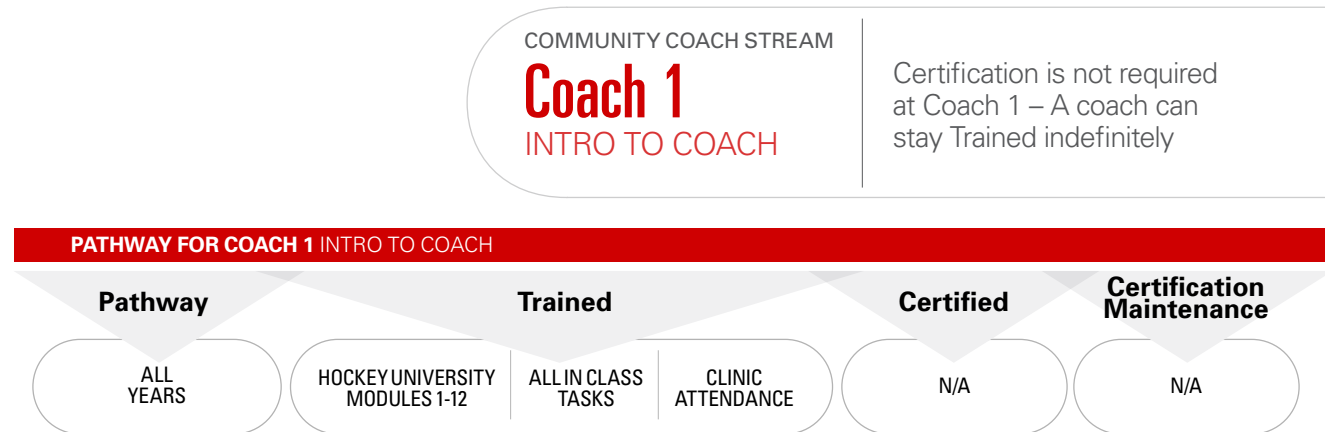 COMMUNITY COACH STREAM
Coach 1
INTRO TO COACH
Certification is not required
at Coach 1 – A coach can
stay Trained indefinitely
PATHWAY FOR COACH 1 INTRO TO COACH
Pathway
Trained
Certified
Certification
Maintenance
ALL
YEARS
HOCKEY UNIVERSITY
MODULES 1-12
ALL IN CLASS
TASKS
CLINIC
ATTENDANCE
N/A
N/A